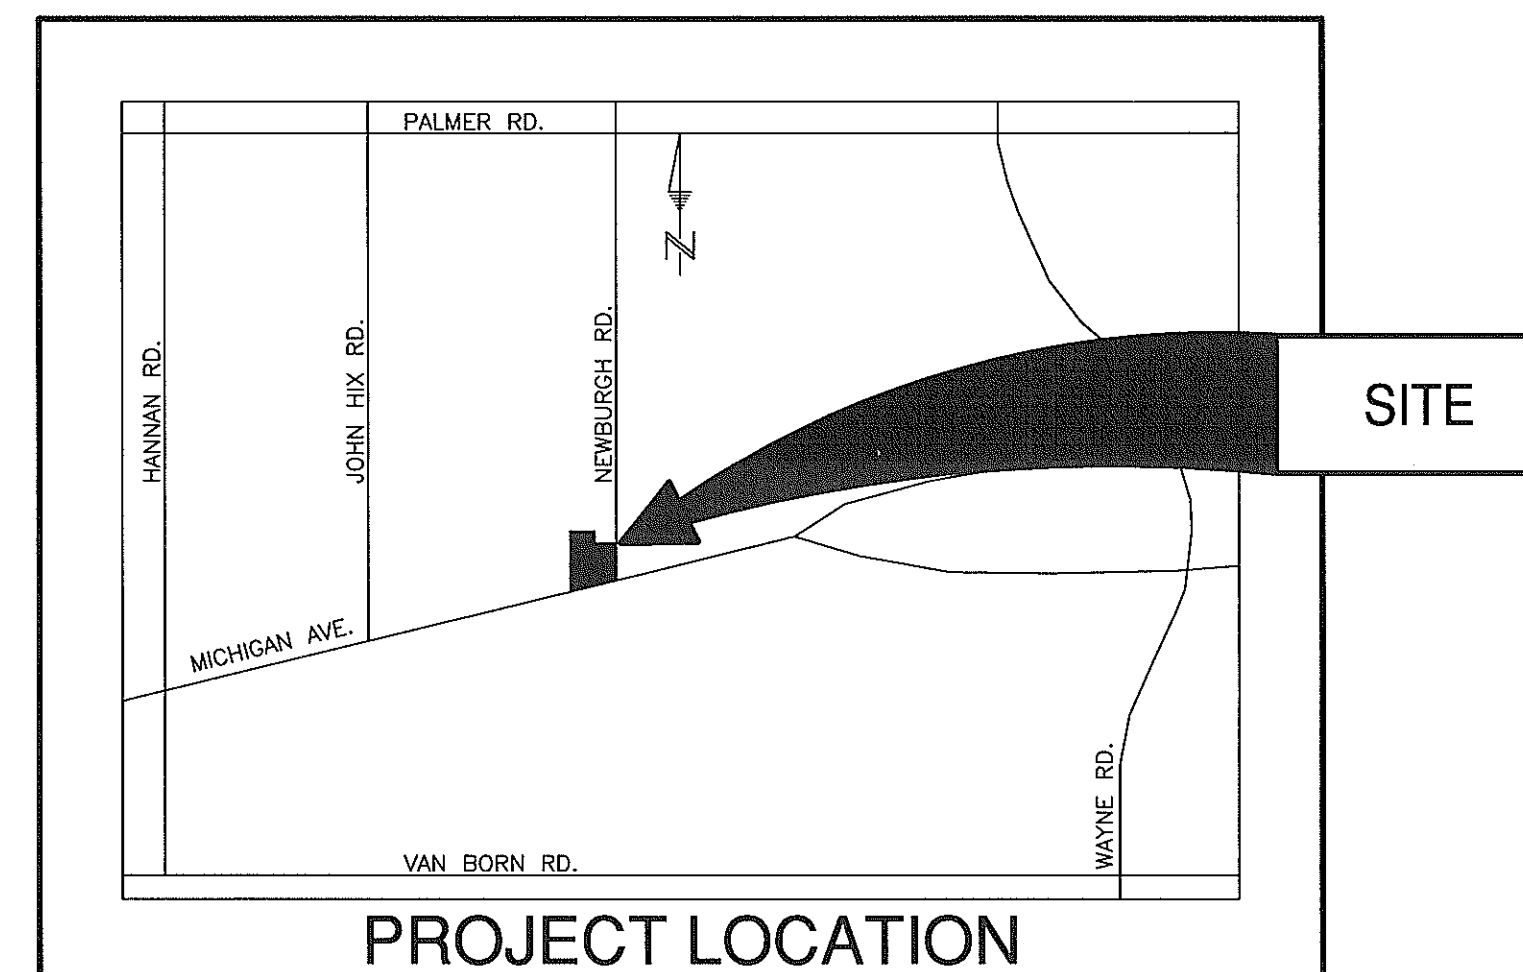 PALMER RD.
N
HANNAN RD.
JOHN HIX RD.
NEWBURGH RD.
SITE
MICHIGAN AVE.
WAYNE RD.
VAN BORN RD.
PROJECT LOCATION